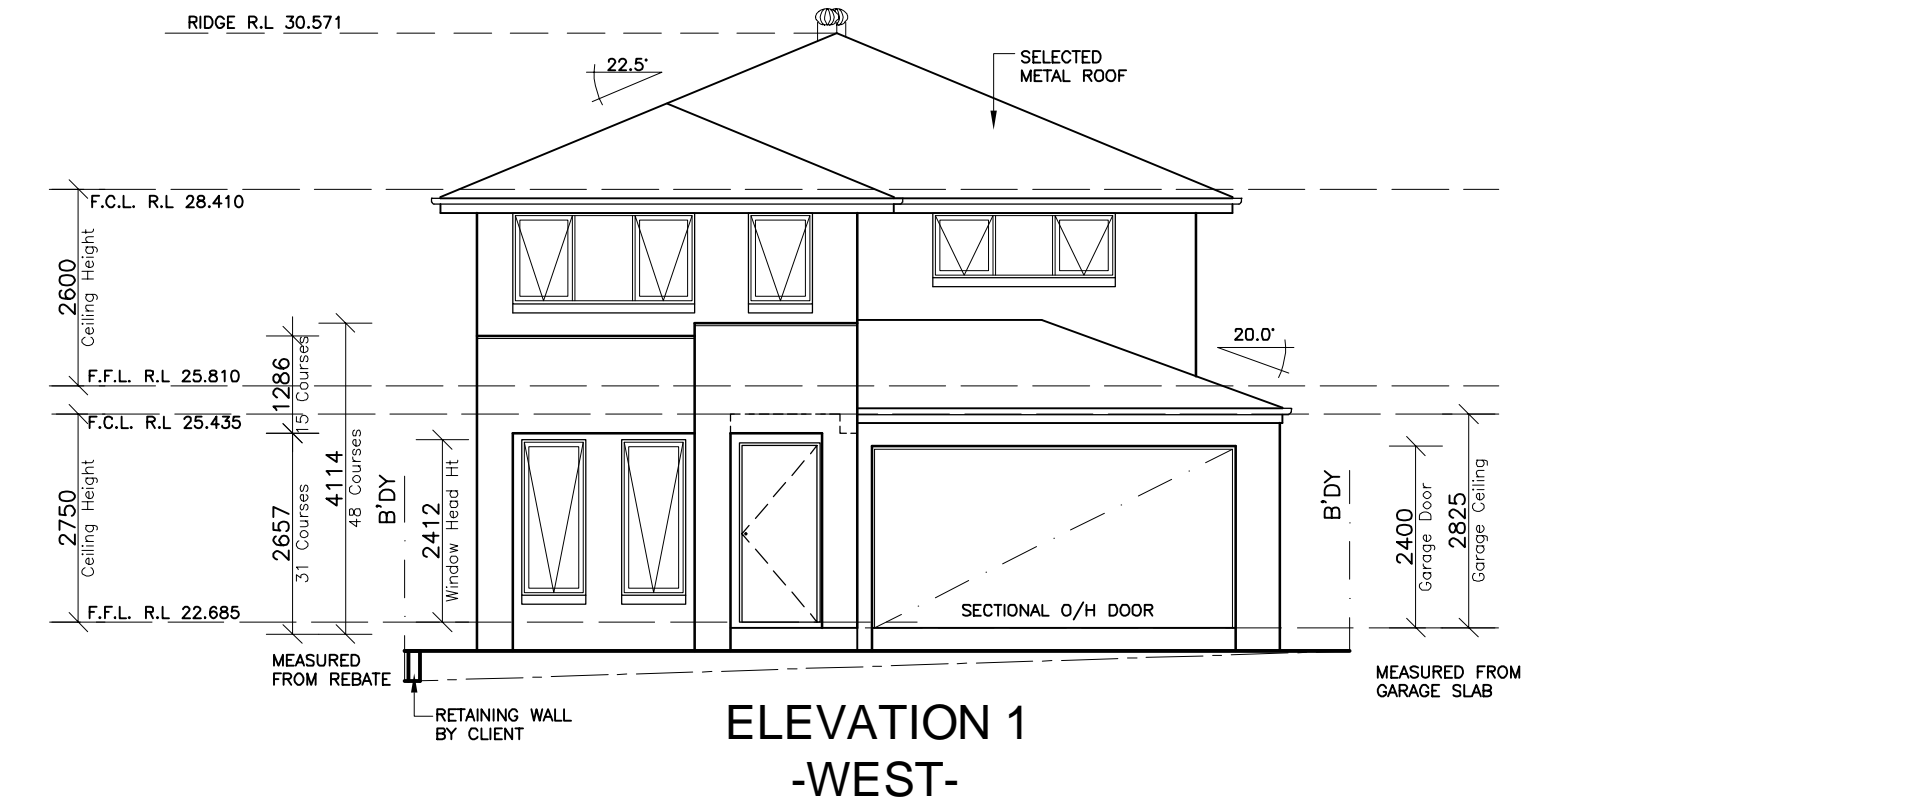 RIDGE R.L 30.571
22.5°
SELECTED
METAL ROOF
F.C.L. R.L 28.410
2600
Ceiling Height
F.F.L. R.L 25.810
20.0°
1286
15 Courses
F.C.L. R.L 25.435
4114
48 Courses
2750
Ceiling Height
2657
31 Courses
B'DY
2412
Window Head Ht
B'DY
2400
Garage Door
2825
Garage Ceiling
F.F.L. R.L 22.685
SECTIONAL O/H DOOR
MEASURED
FROM REBATE
MEASURED FROM
GARAGE SLAB
RETAINING WALL
BY CLIENT
ELEVATION 1
-WEST-